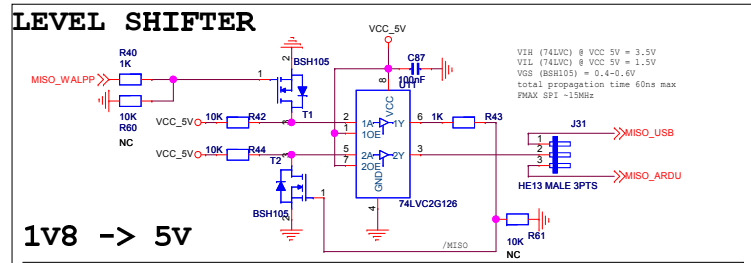 LEVEL SHIFTER
VCC_5V
R40
1K
2
BSH105
C87
100nF
MISO_WALPP
1
8
U11
VIH (74LVC) @ VCC 5V = 3.5V
VIL (74LVC) @ VCC 5V = 1.5V
VGS (BSH105) = 0.4-0.6V
total propagation time 60ns max
FMAX SPI ~15MHz
10K
R60
NC
T1
3
VCC
VCC_5V
10K
R42
2
1
1A
1OE
1Y
6
1K
R43
J31
1
2
3
MISO_USB
VCC_5V
10K
R44
3
5
7
2A
2OE
2Y
3
MISO_ARDU
T2
GND
HE13 MALE 3PTS
BSH105
1
2
4
74LVC2G126
1V8 -> 5V
/MISO
10K
R61
NC